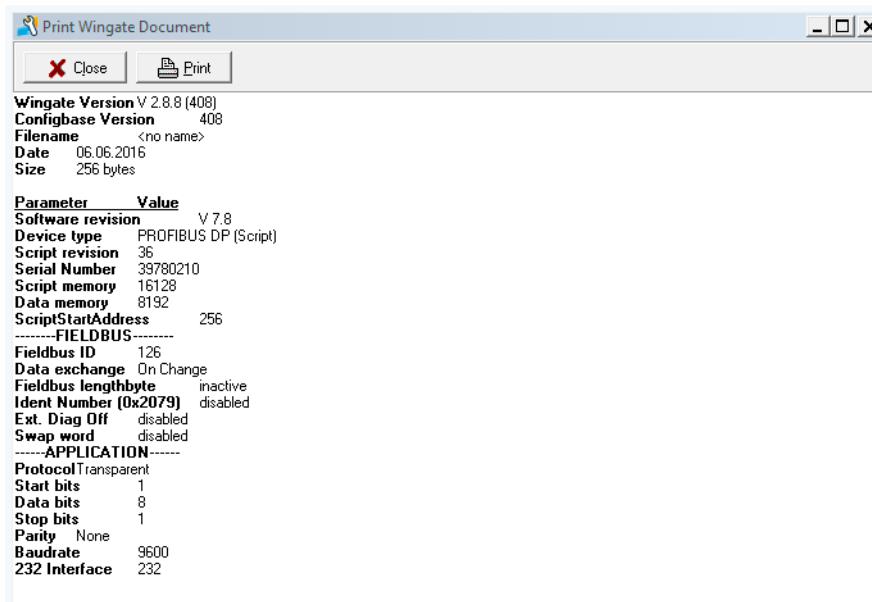 Print Wingate Document
Close Print
Wingate Version V 2.8.8 (408)
Configbase Version 408
Filename <no name>
Date 06.06.2016
Size 256 bytes
Parameter Value
Software revision V 7.8
Device type PROFIBUS DP (Script)
Script revision 36
Serial Number 39780210
Script memory 16128
Data memory 8192
ScriptStartAddress 256
--------FIELDBUS--------
Fieldbus ID 126
Data exchange On Change
Fieldbus lengthbyte inactive
Ident Number (0x2079) disabled
Ext. Diag Off disabled
Swap word disabled
------APPLICATION------
Protocol Transparent
Start bits 1
Data bits 8
Stop bits 1
Parity None
Baudrate 9600
232 Interface 232